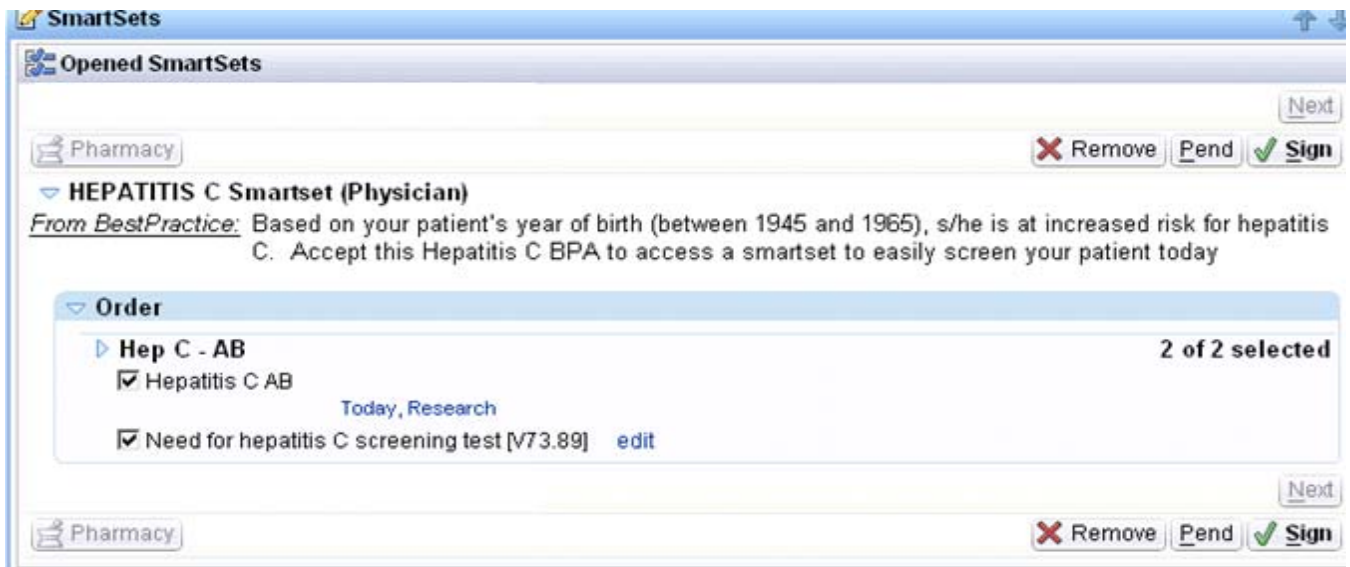 SmartSets
Opened SmartSets
Next
Pharmacy Remove Pend Sign
HEPATITIS C Smartset (Physician)
From BestPractice: Based on your patient's year of birth (between 1945 and 1965), s/he is at increased risk for hepatitis
C. Accept this Hepatitis C BPA to access a smartset to easily screen your patient today
Order
Hep C - AB 2 of 2 selected
Hepatitis C AB
Today, Research
Need for hepatitis C screening test [V73.89] edit
Next
Pharmacy Remove Pend Sign